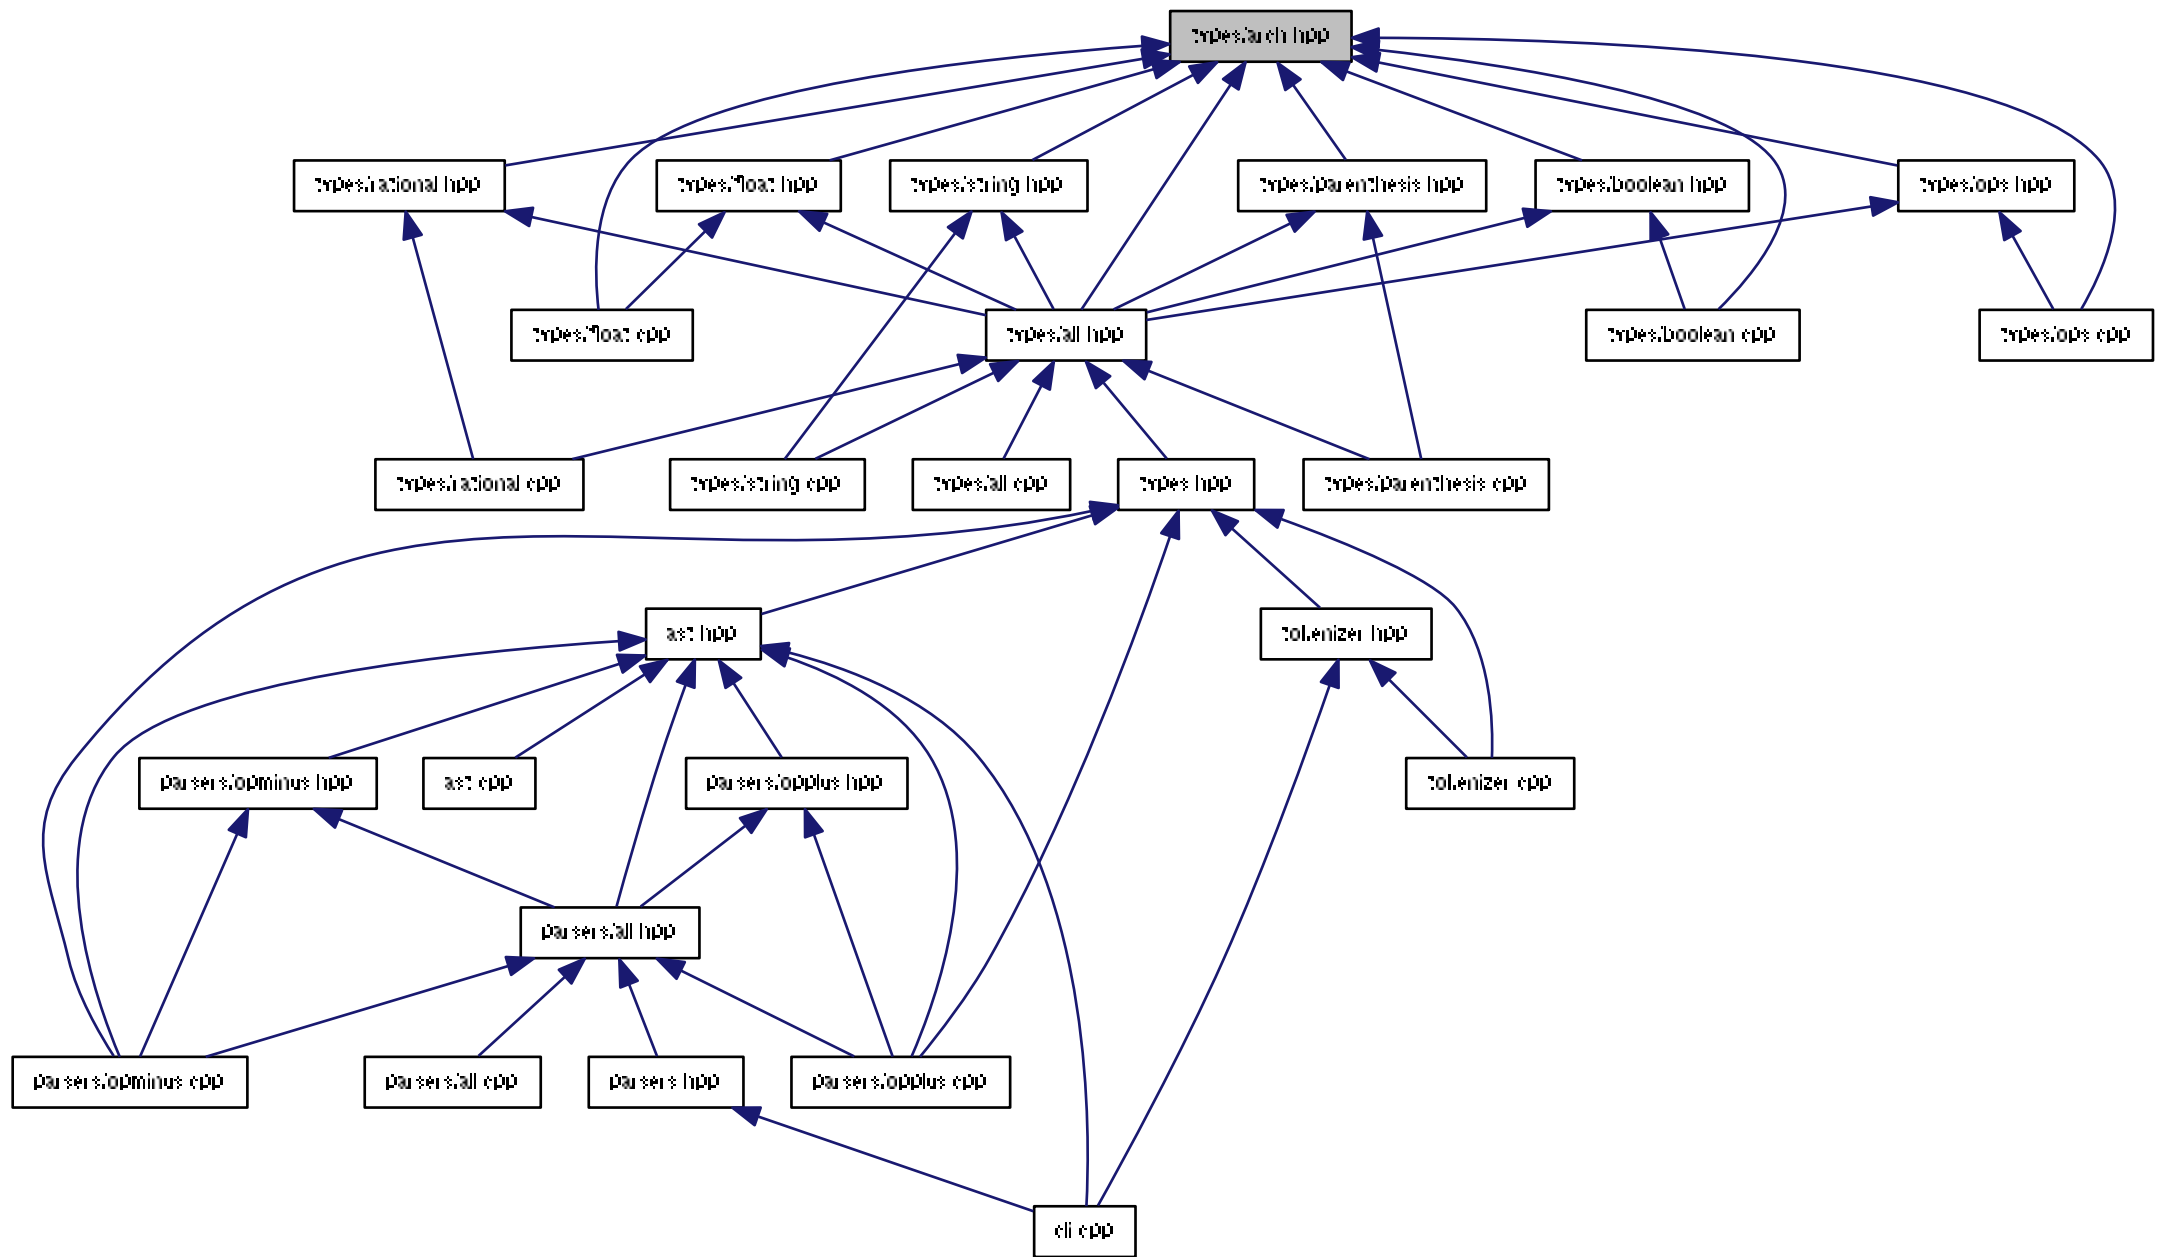 types/arch.hpp
types/rational.hpp
types/float.hpp
types/string.hpp
types/parenthesis.hpp
types/boolean.hpp
types/ops.hpp
types/float.cpp
types/all.hpp
types/boolean.cpp
types/ops.cpp
types/rational.cpp
types/string.cpp
types/all.cpp
types.hpp
types/parenthesis.cpp
ast.hpp
tokenizer.hpp
parsers/opminus.hpp
ast.cpp
parsers/opplus.hpp
tokenizer.cpp
parsers/all.hpp
parsers/opminus.cpp
parsers/all.cpp
parsers.hpp
parsers/opplus.cpp
cli.cpp